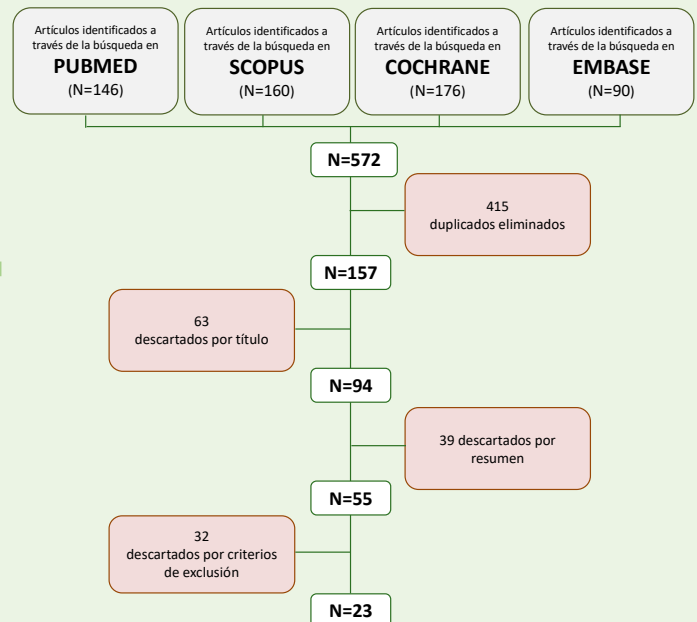 Artículos identificados a
través de la búsqueda en
PUBMED
(N=146)
Artículos identificados a
través de la búsqueda en
SCOPUS
(N=160)
Artículos identificados a
través de la búsqueda en
COCHRANE
(N=176)
Artículos identificados a
través de la búsqueda en
EMBASE
(N=90)
N=572
415
duplicados eliminados
N=157
63
descartados por título
N=94
39 descartados por
resumen
N=55
32
descartados por criterios
de exclusión
N=23